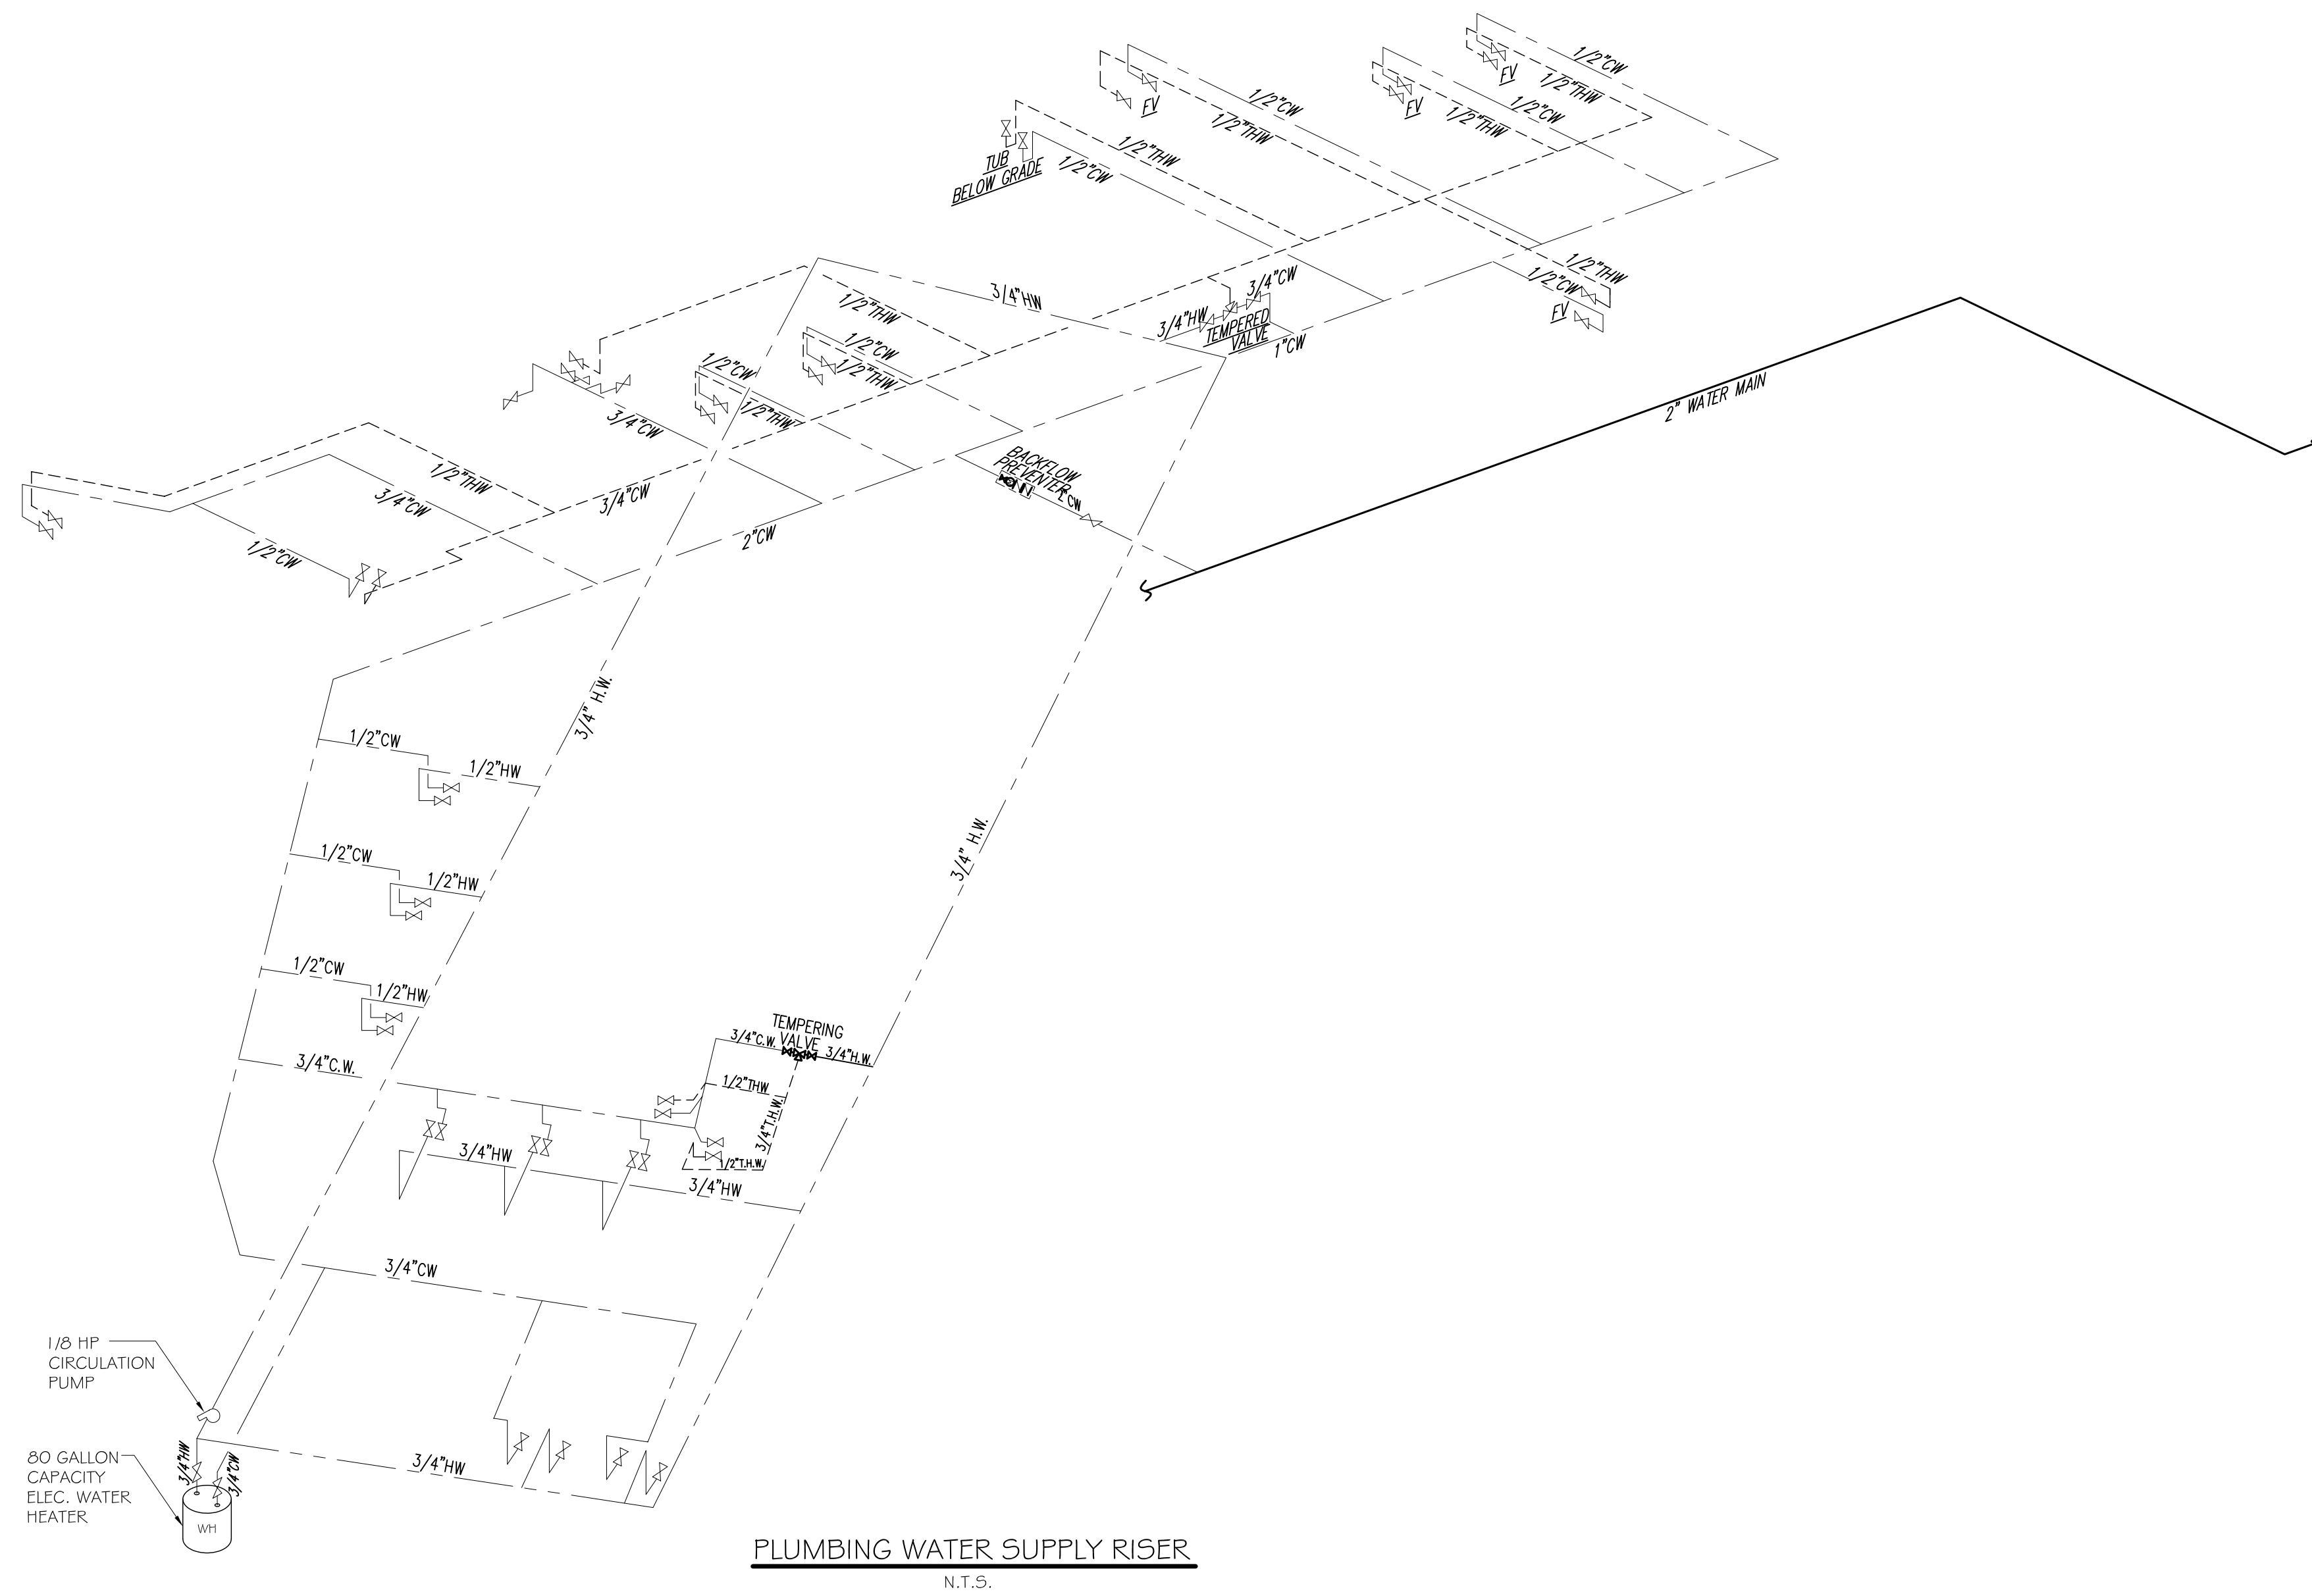 1/2"CW
1/2"THW
FV
1/2"CW
1/2"THW
FV
1/2"CW
1/2"THW
FV
1/2"THW
1/2"CW
TUB
BELOW GRADE
1/2"THW
1/2"CW
FV
3/4"HW
3/4"CW
3/4"HW
TEMPERED
VALVE
1"CW
1/2"THW
1/2"CW
1/2"THW
1/2"CW
1/2"THW
3/4"CW
2" WATER MAIN
BACKFLOW
PREVENTER
2"CW
1/2"THW
3/4"CW
3/4"CW
2"CW
1/2"CW
3/4" H.W.
3/4" H.W.
1/2"CW
1/2"HW
1/2"CW
1/2"HW
1/2"CW
1/2"HW
3/4"C.W.
TEMPERING
VALVE
3/4"C.W.
3/4"H.W.
1/2"THW
3/4"T.H.W.
1/2"T.H.W.
3/4"HW
3/4"HW
3/4"CW
1/8 HP
CIRCULATION
PUMP
3/4"HW
3/4"CW
3/4"HW
80 GALLON
CAPACITY
ELEC. WATER
HEATER
WH
PLUMBING WATER SUPPLY RISER
N.T.S.